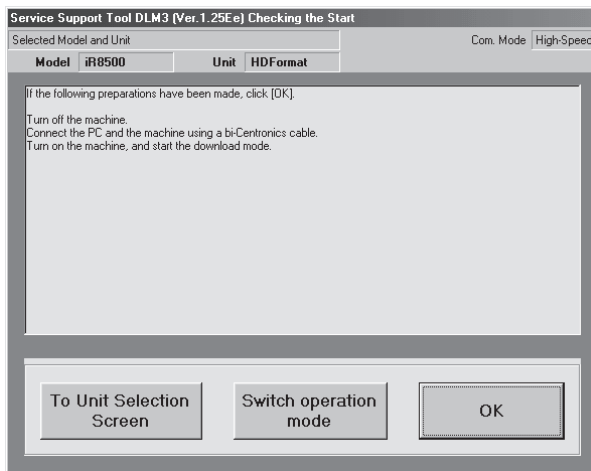 Service Support Tool DLM3 (Ver.1.25Ee) Checking the Start
Selected Model and Unit
Com. Mode High-Speed
Model iR8500 Unit HDFormat
If the following preparations have been made, click [OK].
Turn off the machine.
Connect the PC and the machine using a bi-Centronics cable.
Turn on the machine, and start the download mode.
To Unit Selection
Screen
Switch operation
mode
OK